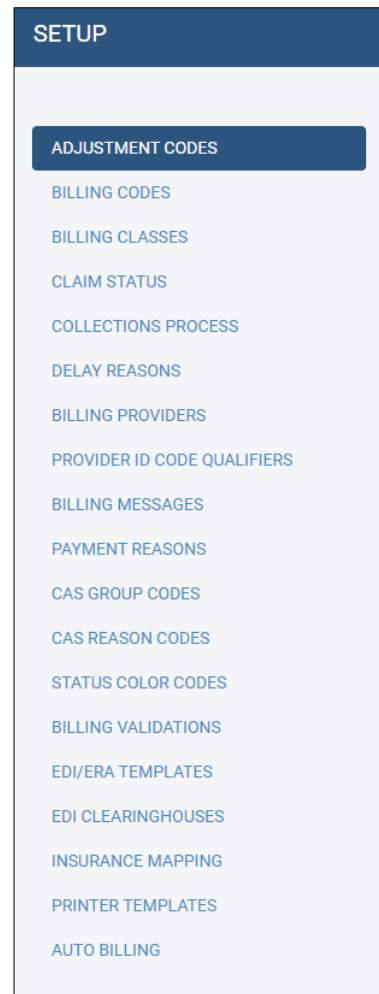 SETUP
ADJUSTMENT CODES
BILLING CODES
BILLING CLASSES
CLAIM STATUS
COLLECTIONS PROCESS
DELAY REASONS
BILLING PROVIDERS
PROVIDER ID CODE QUALIFIERS
BILLING MESSAGES
PAYMENT REASONS
CAS GROUP CODES
CAS REASON CODES
STATUS COLOR CODES
BILLING VALIDATIONS
EDI/ERA TEMPLATES
EDI CLEARINGHOUSES
INSURANCE MAPPING
PRINTER TEMPLATES
AUTO BILLING